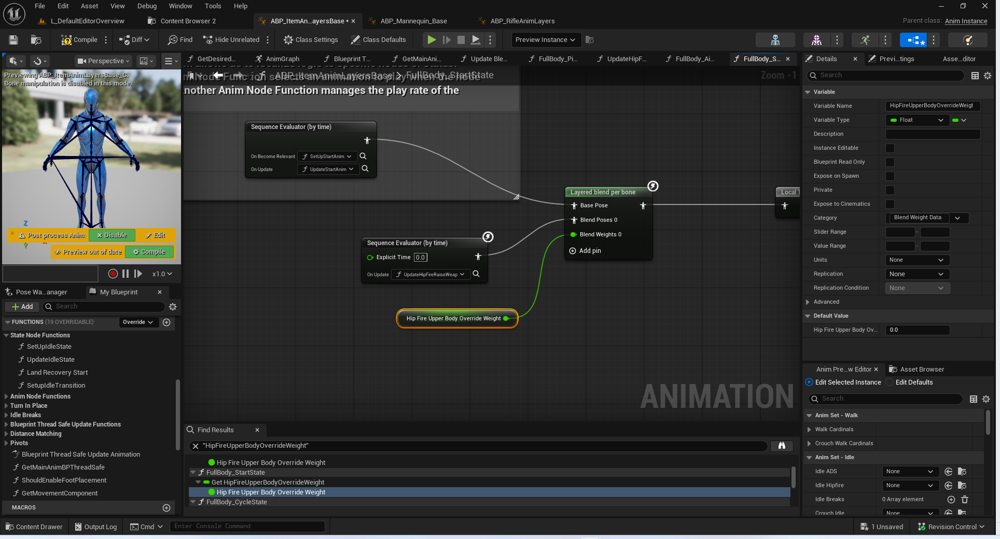 File Edit Asset View Debug Window Tools Help
L_DefaultEditorOverview Content Browser 2 ABP_ItemAn...ayersBase * ABP_Mannequin_Base ABP_RifleAnimLayers Parent class: Anim Instance
Compile Diff Find Hide Unrelated Class Settings Class Defaults Preview Instance
Perspective GetDesired... AnimGraph Blueprint T... GetMainAni... Update Ble... FullBody_Pi... UpdateHipF... FullBody_Ai... FullBody_S... Details Previ...tings Asse...ditor
Previewing ABP_ItemAnimLayersBase_C.
Bone manipulation is disabled in this mode.
ABP_ItemAnimLayersBase > FullBody_StartState Zoom -1
m Node Function selects an animation to play when the node
nother Anim Node Function manages the play rate of the
Z
Y
Post process Anim Disable Edit
Preview out of date Compile
x1.0
Pose Wa...anager My Blueprint
Add Search
FUNCTIONS (19 OVERRIDABLE) Override
State Node Functions
SetUpIdleState
UpdateIdleState
Land Recovery Start
SetupIdleTransition
Anim Node Functions
Turn In Place
Idle Breaks
Blueprint Thread Safe Update Functions
Distance Matching
Pivots
Blueprint Thread Safe Update Animation
GetMainAnimBPThreadSafe
ShouldEnableFootPlacement
GetMovementComponent
MACROS
Sequence Evaluator (by time)
On Become Relevant SetUpStartAnim
On Update UpdateStartAnim
Layered blend per bone
Base Pose
Blend Poses 0
Blend Weights 0
Add pin
Local T
Sequence Evaluator (by time)
Explicit Time 0.0
On Update UpdateHipFireRaiseWeap
Hip Fire Upper Body Override Weight
ANIMATION
Find Results
"HipFireUpperBodyOverrideWeight"
Hip Fire Upper Body Override Weight
FullBody_StartState
Get HipFireUpperBodyOverrideWeight
Hip Fire Upper Body Override Weight
FullBody_CycleState
Search
Variable
Variable Name HipFireUpperBodyOverrideWeigh
Variable Type Float
Description
Instance Editable
Blueprint Read Only
Expose on Spawn
Private
Expose to Cinematics
Category Blend Weight Data
Slider Range ..
Value Range ..
Units None
Replication None
Replication Condition None
Advanced
Default Value
Hip Fire Upper Body Ov... 0.0
Anim Pre...w Editor Asset Browser
Edit Selected Instance Edit Defaults
Search
Anim Set - Walk
Walk Cardinals
Crouch Walk Cardinals
Anim Set - Idle
Idle ADS None
Idle Hipfire None
Idle Breaks 0 Array element
Crouch Idle None
Content Drawer Output Log Cmd Enter Console Command 1 Unsaved Revision Control